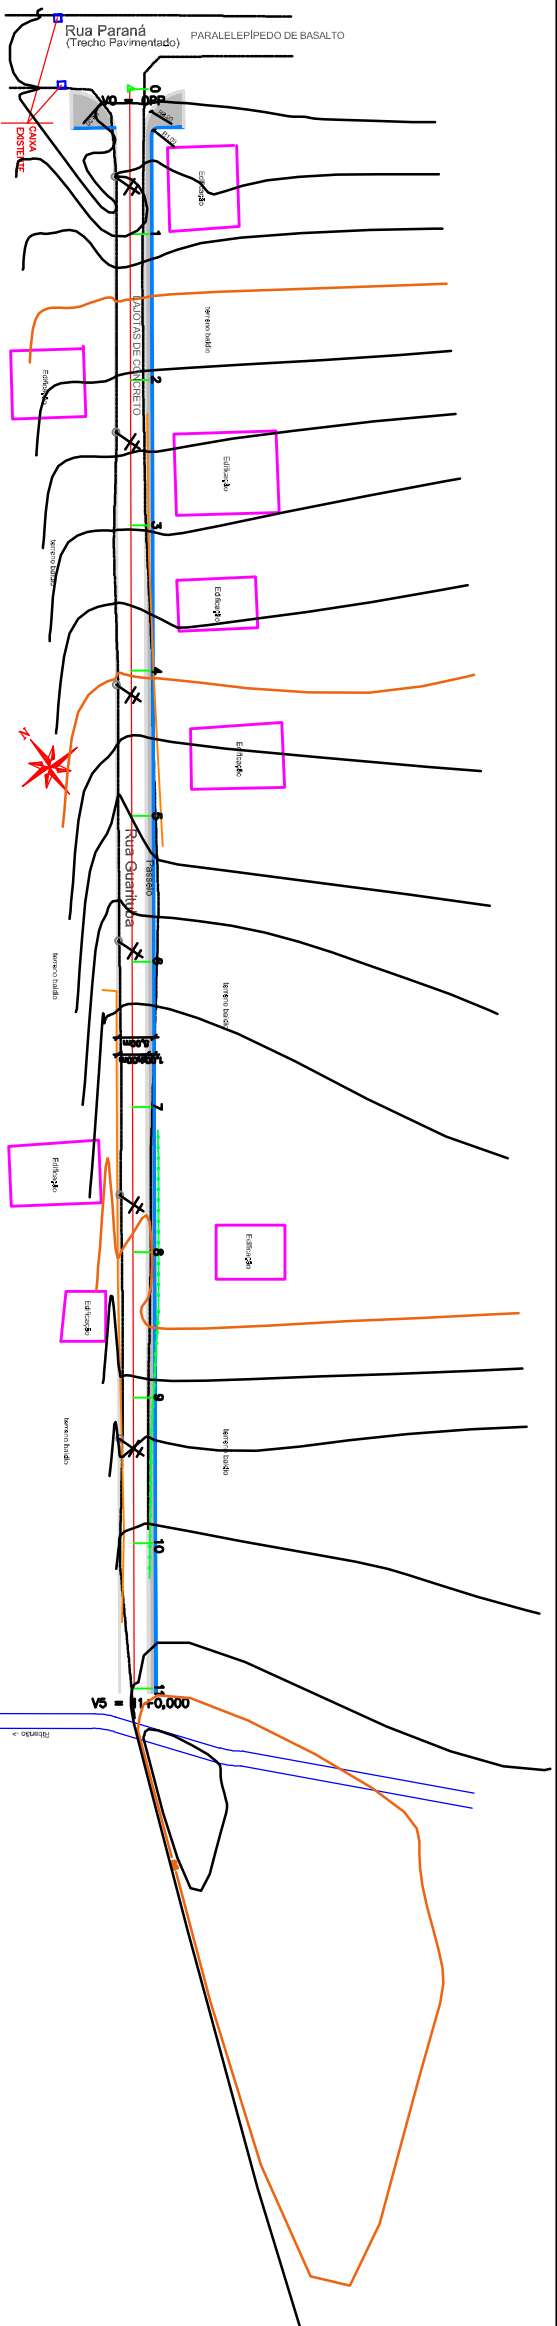 Rua Paraná
(Trecho Pavimentado)
PARALELEPÍPEDO DE BASALTO
0
V0 = 0PP
CAIXA
EXISTENTE
Edificação
1
LAJOTAS DE CONCRETO
terreno baldio
2
Edificação
Edificação
3
terreno baldio
Edificação
4
N
Edificação
5
Rua Guarituba
Passeio
6
terreno baldio
terreno baldio
7
Edificação
8
Edificação
Edificação
9
terreno baldio
terreno baldio
10
11
V5 = 11+0,000
Ribeirão ->